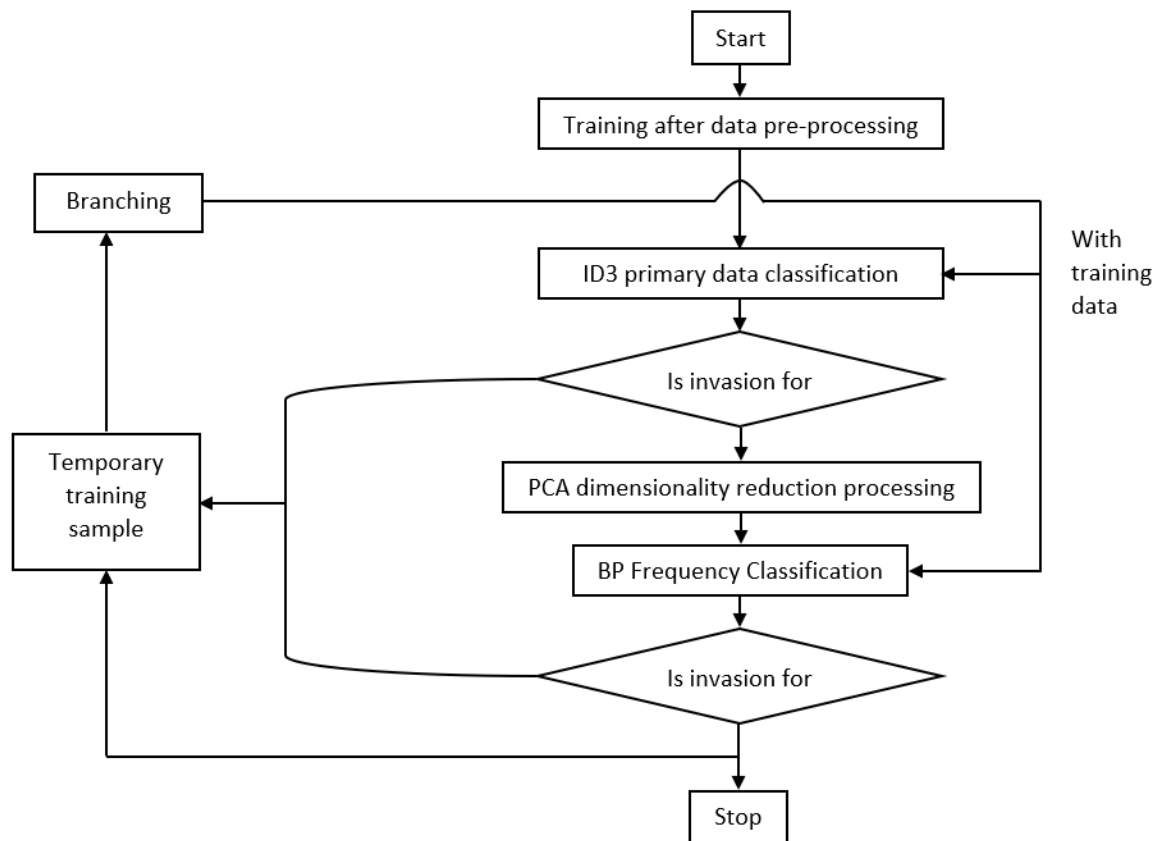 Start
Training after data pre-processing
Branching
With
training
data
ID3 primary data classification
Is invasion for
Temporary
training
sample
PCA dimensionality reduction processing
BP Frequency Classification
Is invasion for
Stop